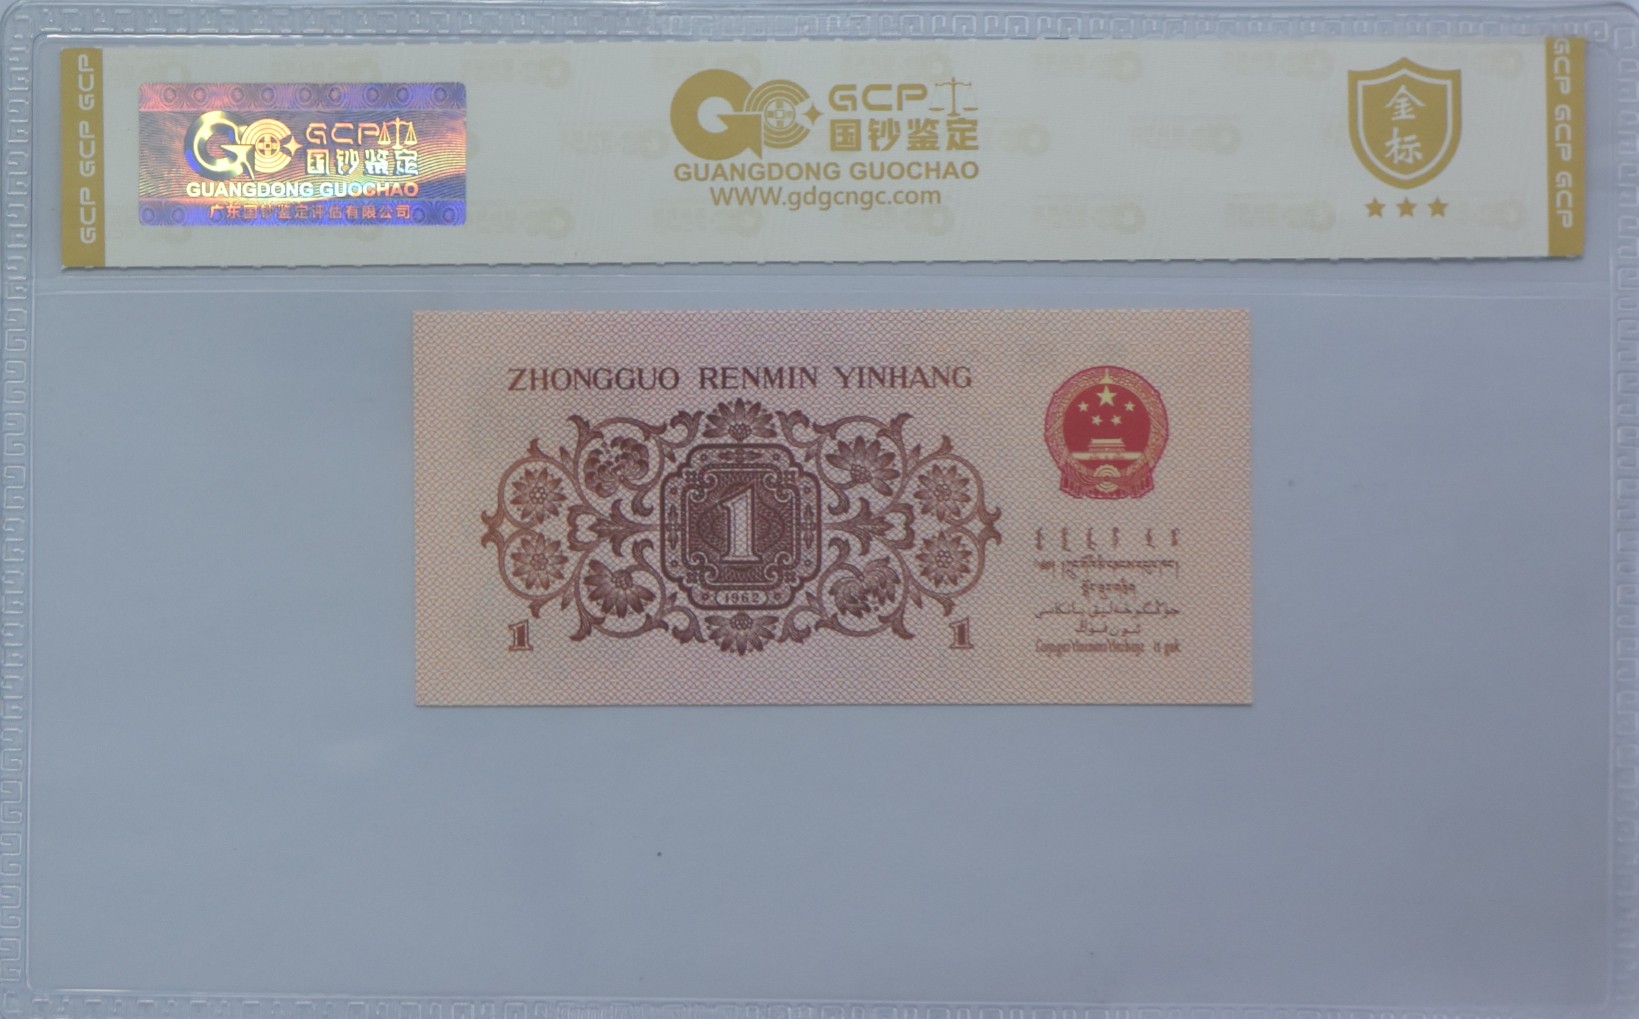 GCP GCP GCP
GCP
国钞鉴定
GUANGDONG GUOCHAO
广东国钞鉴定评估有限公司
GCP
国钞鉴定
GUANGDONG GUOCHAO
www.gdgcngc.com
金标
GCP GCP GCP
ZHONGGUO RENMIN YINHANG
1
1962
1
1